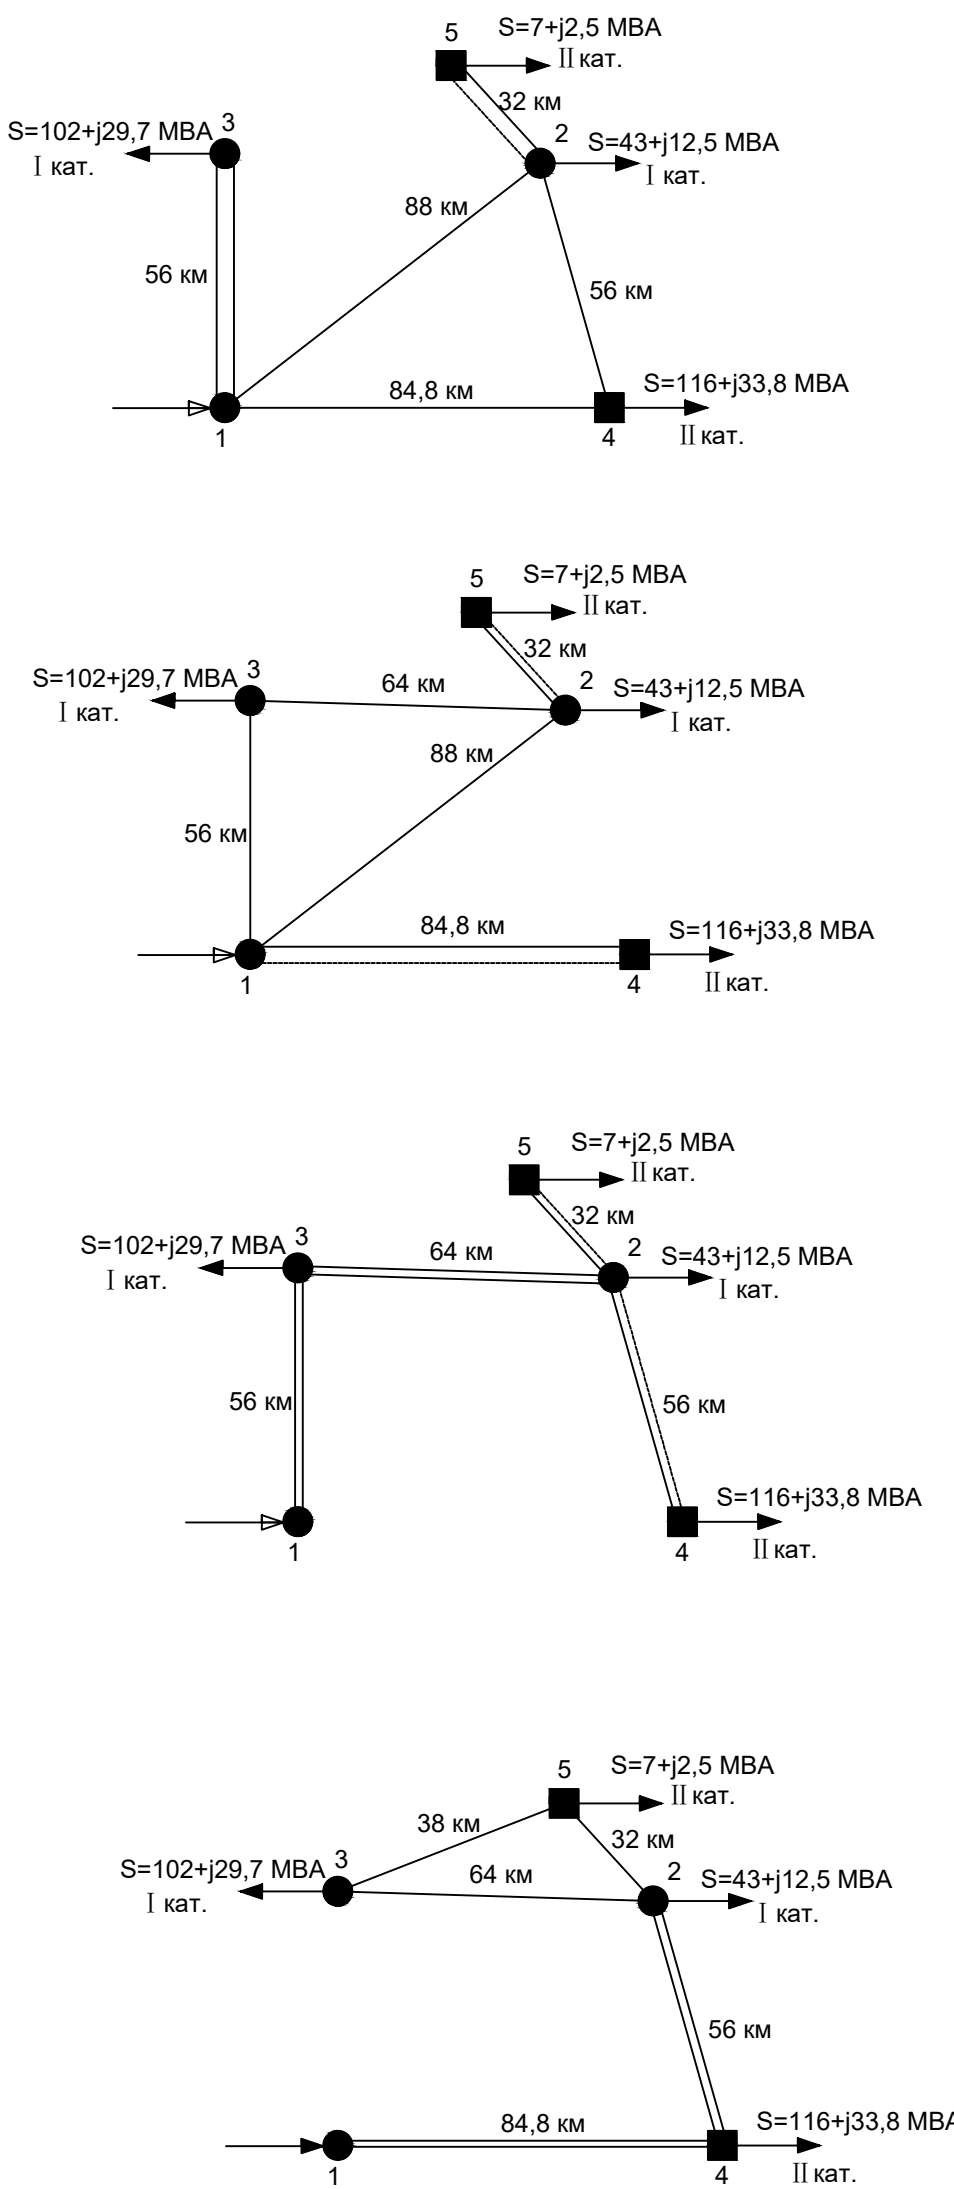 5
S=7+j2,5 МВА
II кат.
32 км
S=102+j29,7 МВА
3
I кат.
2
S=43+j12,5 МВА
I кат.
88 км
56 км
56 км
84,8 км
S=116+j33,8 МВА
1
4
II кат.
5
S=7+j2,5 МВА
II кат.
32 км
S=102+j29,7 МВА
3
I кат.
64 км
2
S=43+j12,5 МВА
I кат.
88 км
56 км
84,8 км
S=116+j33,8 МВА
1
4
II кат.
5
S=7+j2,5 МВА
II кат.
32 км
S=102+j29,7 МВА
3
I кат.
64 км
2
S=43+j12,5 МВА
I кат.
56 км
56 км
S=116+j33,8 МВА
1
4
II кат.
5
S=7+j2,5 МВА
II кат.
38 км
32 км
S=102+j29,7 МВА
3
I кат.
64 км
2
S=43+j12,5 МВА
I кат.
56 км
84,8 км
S=116+j33,8 МВА
1
4
II кат.